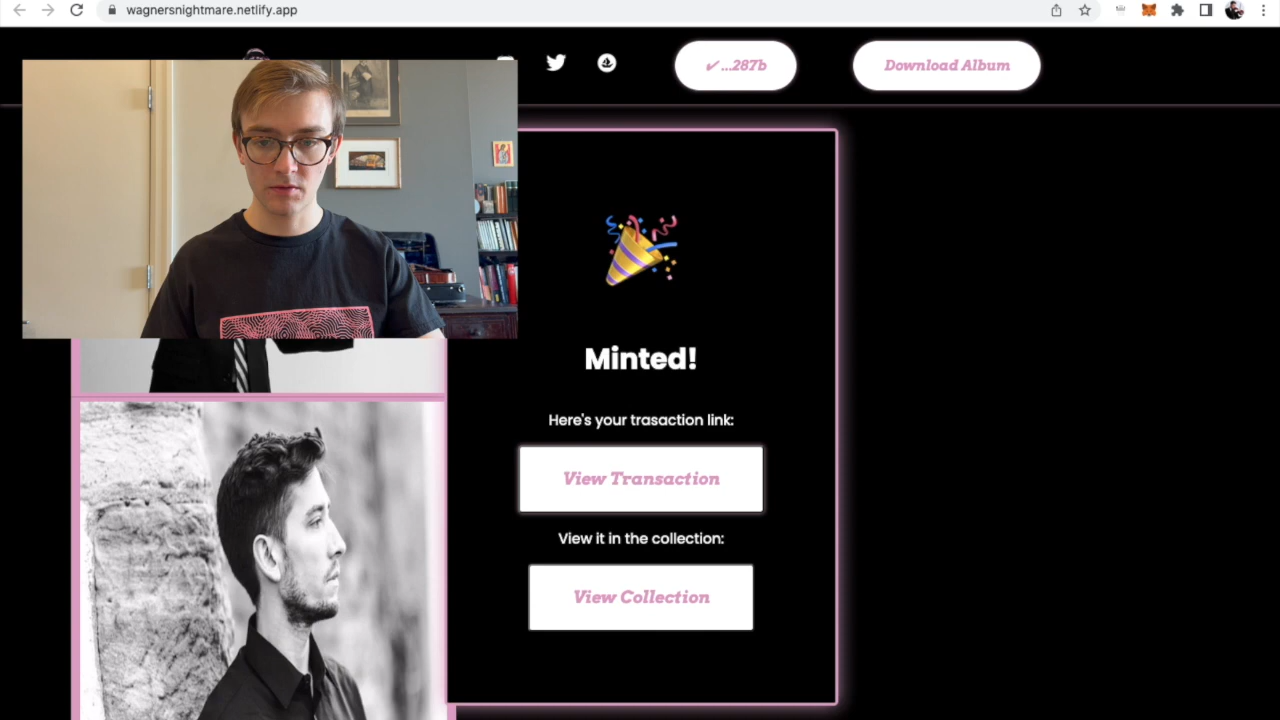 wagnersnightmare.netlify.app
✔ ...287b
Download Album
Minted!
Here's your trasaction link:
View Transaction
View it in the collection:
View Collection